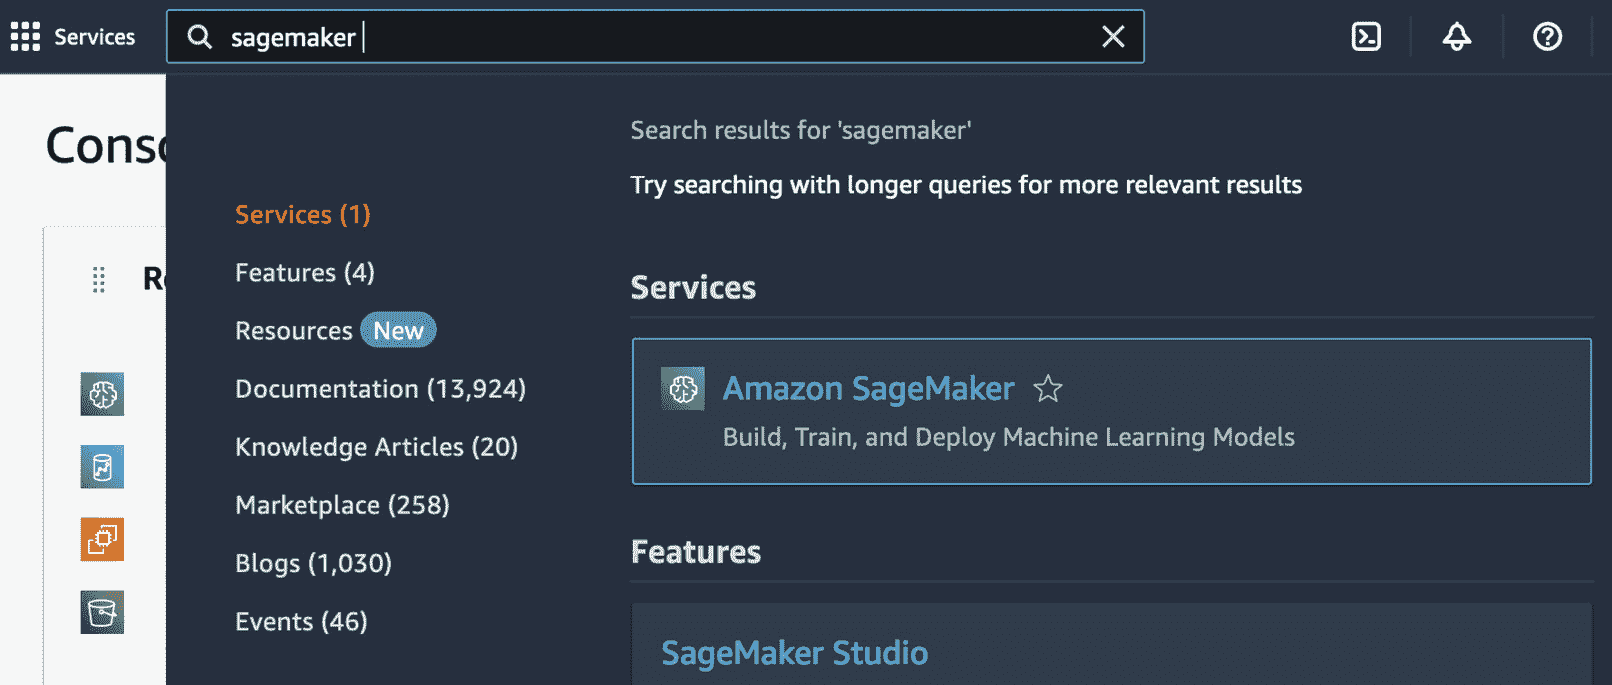 Services
sagemaker
Search results for 'sagemaker'
Try searching with longer queries for more relevant results
Services (1)
Features (4)
Resources New
Documentation (13,924)
Knowledge Articles (20)
Marketplace (258)
Blogs (1,030)
Events (46)
Services
Amazon SageMaker
Build, Train, and Deploy Machine Learning Models
Features
SageMaker Studio